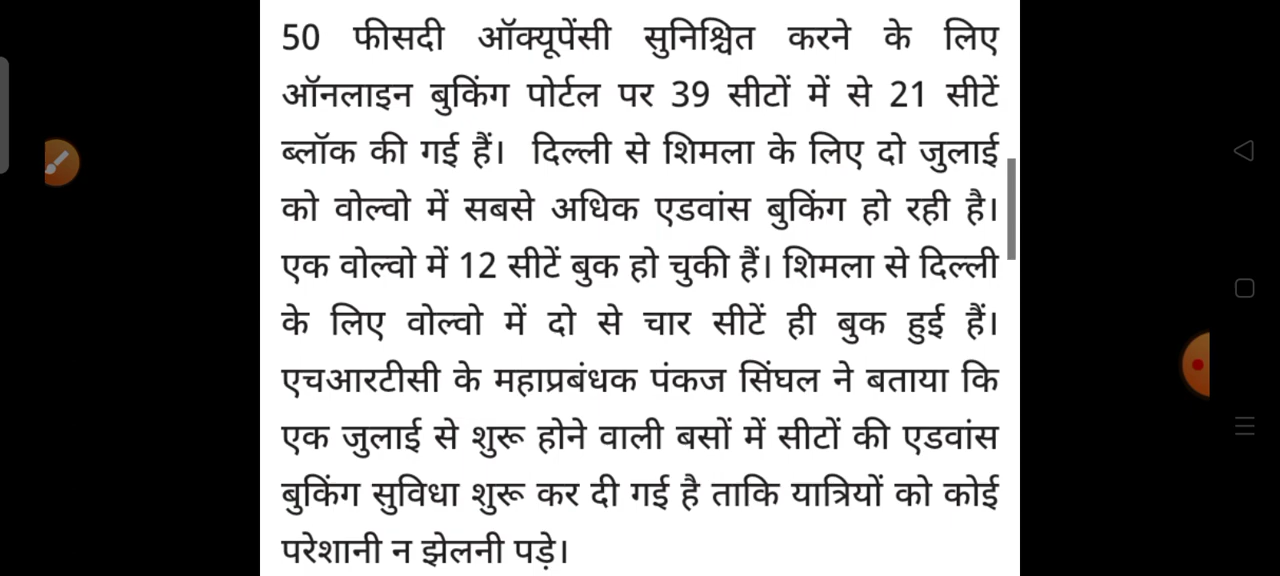 50 फीसदी ऑक्यूपेंसी सुनिश्चित करने के लिए
ऑनलाइन बुकिंग पोर्टल पर 39 सीटों में से 21 सीटें
ब्लॉक की गई हैं। दिल्ली से शिमला के लिए दो जुलाई
को वोल्वो में सबसे अधिक एडवांस बुकिंग हो रही है।
एक वोल्वो में 12 सीटें बुक हो चुकी हैं। शिमला से दिल्ली
के लिए वोल्वो में दो से चार सीटें ही बुक हुई हैं।
एचआरटीसी के महाप्रबंधक पंकज सिंघल ने बताया कि
एक जुलाई से शुरू होने वाली बसों में सीटों की एडवांस
बुकिंग सुविधा शुरू कर दी गई है ताकि यात्रियों को कोई
परेशानी न झेलनी पड़े।